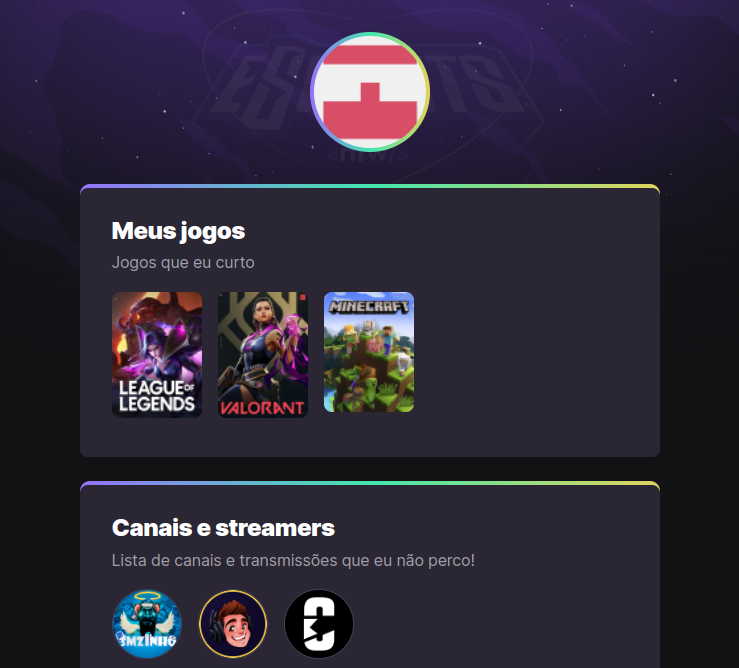 ESPORTS
Meus jogos
Jogos que eu curto
LEAGUE OF
LEGENDS
VALORANT
MINECRAFT
Canais e streamers
Lista de canais e transmissões que eu não perco!
SMZINHO